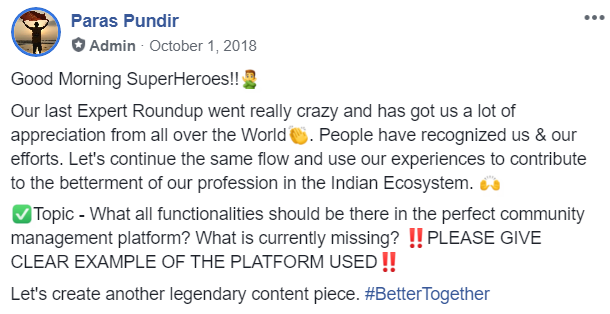 Paras Pundir
Admin · October 1, 2018
Good Morning SuperHeroes!!🤦‍♂️
Our last Expert Roundup went really crazy and has got us a lot of
appreciation from all over the World👏. People have recognized us & our
efforts. Let's continue the same flow and use our experiences to contribute
to the betterment of our profession in the Indian Ecosystem. 🙌
✅Topic - What all functionalities should be there in the perfect community
management platform? What is currently missing? ‼️PLEASE GIVE
CLEAR EXAMPLE OF THE PLATFORM USED‼️
Let's create another legendary content piece. #BetterTogether